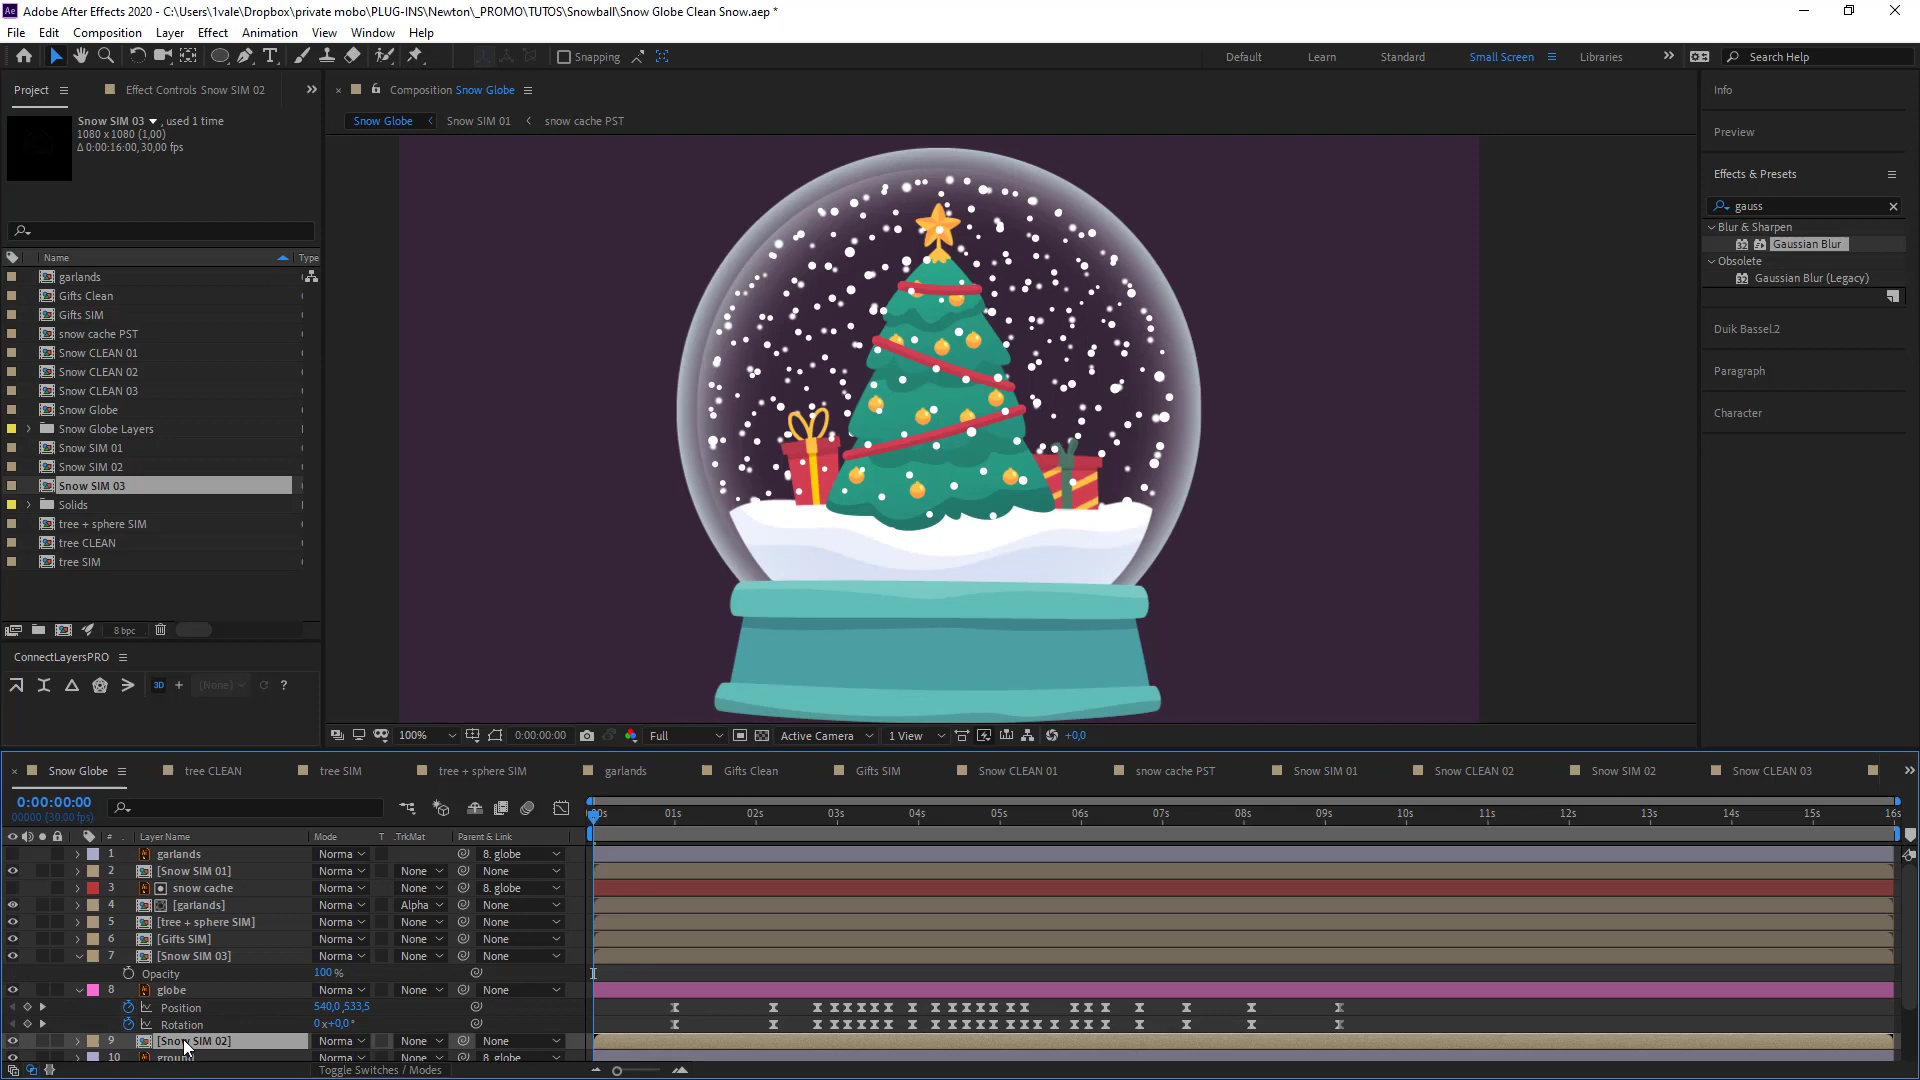 Adobe After Effects 2020 - C:\Users\1vale\Dropbox\private mobo\PLUG-INS\Newton\_PROMO\TUTOS\Snowball\Snow Globe Clean Snow.aep *
File Edit Composition Layer Effect Animation View Window Help
Snapping Default Learn Standard Small Screen Libraries Search Help
Project Effect Controls Snow SIM 02
Composition Snow Globe
Info
Snow SIM 03 , used 1 time
1080 x 1080 (1,00)
Δ 0:00:16:00, 30,00 fps
Snow Globe Snow SIM 01 snow cache PST
Preview
Effects & Presets
gauss
Blur & Sharpen
Gaussian Blur
Obsolete
Gaussian Blur (Legacy)
Duik Bassel.2
Paragraph
Character
Name Type
garlands
Gifts Clean
Gifts SIM
snow cache PST
Snow CLEAN 01
Snow CLEAN 02
Snow CLEAN 03
Snow Globe
Snow Globe Layers
Snow SIM 01
Snow SIM 02
Snow SIM 03
Solids
tree + sphere SIM
tree CLEAN
tree SIM
8 bpc
ConnectLayersPRO
3D + (None) ?
100% 0:00:00:00 Full Active Camera 1 View +0,0
Snow Globe tree CLEAN tree SIM tree + sphere SIM garlands Gifts Clean Gifts SIM Snow CLEAN 01 snow cache PST Snow SIM 01 Snow CLEAN 02 Snow SIM 02 Snow CLEAN 03
0:00:00:00
00000 (30.00 fps)
01s 02s 03s 04s 05s 06s 07s 08s 09s 10s 11s 12s 13s 14s 15s 16s
# Layer Name Mode T .TrkMat Parent & Link
1 garlands Norma 8. globe
2 [Snow SIM 01] Norma None None
3 snow cache Norma 8. globe
4 [garlands] Norma Alpha None
5 [tree + sphere SIM] Norma None None
6 [Gifts SIM] Norma None None
7 [Snow SIM 03] Norma None None
Opacity 100 %
8 globe Norma None None
Position 540,0,533,5
Rotation 0x+0,0°
9 [Snow SIM 02] Norma None None
10 ground Norma None 8. globe
Toggle Switches / Modes